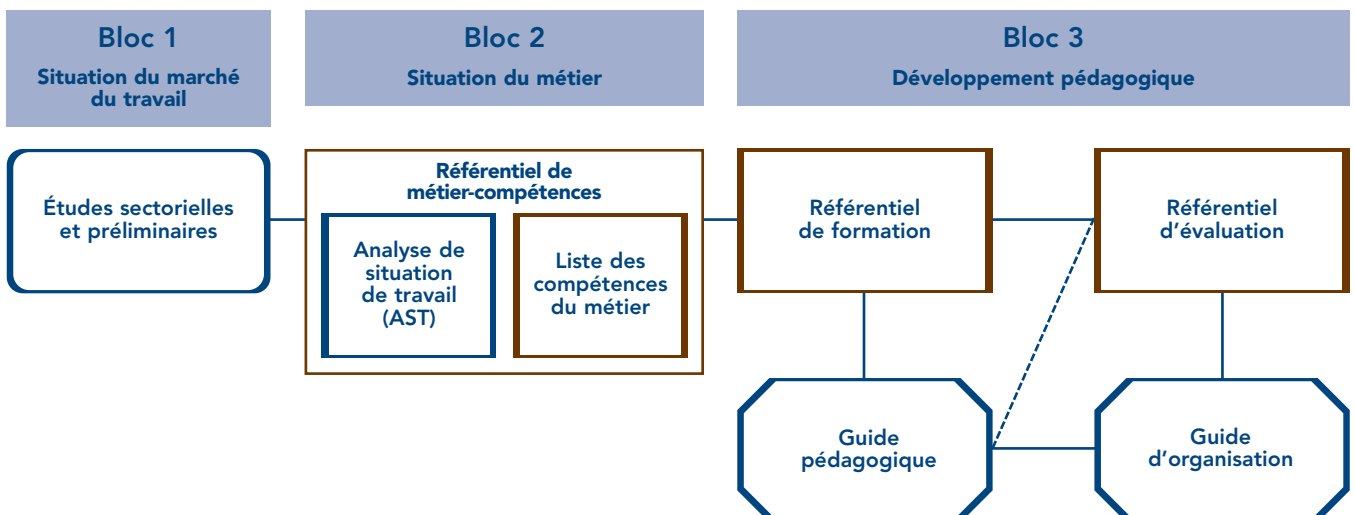 Bloc 1
Situation du marché
du travail
Bloc 2
Situation du métier
Bloc 3
Développement pédagogique
Études sectorielles
et préliminaires
Référentiel de
métier-compétences
Analyse de
situation
de travail
(AST)
Liste des
compétences
du métier
Référentiel
de formation
Référentiel
d'évaluation
Guide
pédagogique
Guide
d'organisation